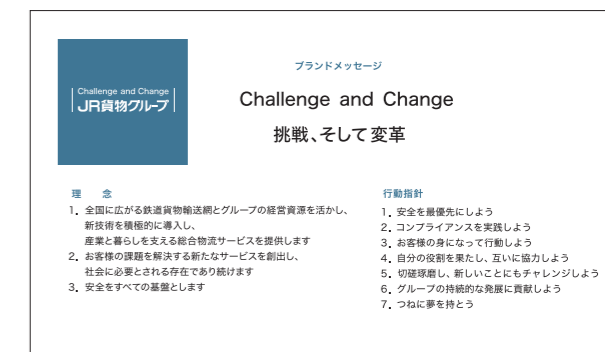 Challenge and Change
JR貨物グループ
ブランドメッセージ
Challenge and Change
挑戦、そして変革
理 念
1. 全国に広がる鉄道貨物輸送網とグループの経営資源を活かし、
新技術を積極的に導入し、
産業と暮らしを支える総合物流サービスを提供します
2. お客様の課題を解決する新たなサービスを創出し、
社会に必要とされる存在であり続けます
3. 安全をすべての基盤とします
行動指針
1. 安全を最優先にしよう
2. コンプライアンスを実践しよう
3. お客様の身になって行動しよう
4. 自分の役割を果たし、互いに協力しよう
5. 切磋琢磨し、新しいことにもチャレンジしよう
6. グループの持続的な発展に貢献しよう
7. つねに夢を持とう